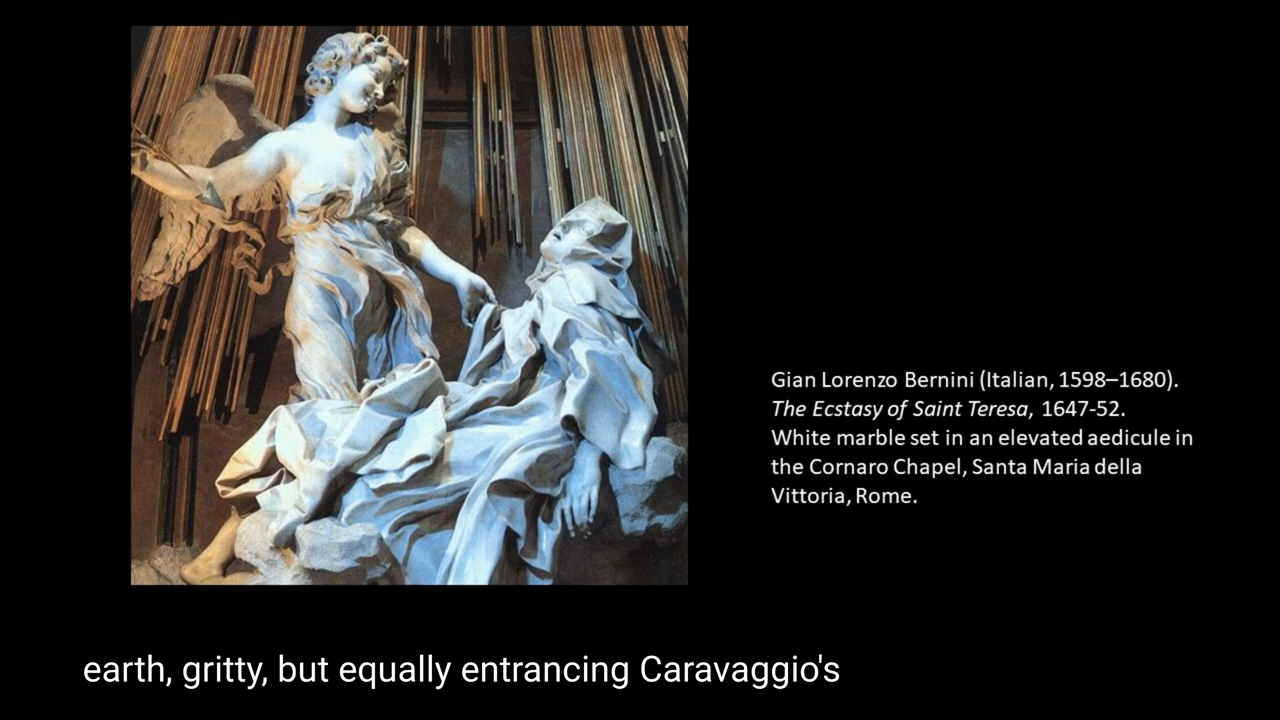 Gian Lorenzo Bernini (Italian, 1598–1680).
The Ecstasy of Saint Teresa, 1647-52.
White marble set in an elevated aedicule in
the Cornaro Chapel, Santa Maria della
Vittoria, Rome.
earth, gritty, but equally entrancing Caravaggio's